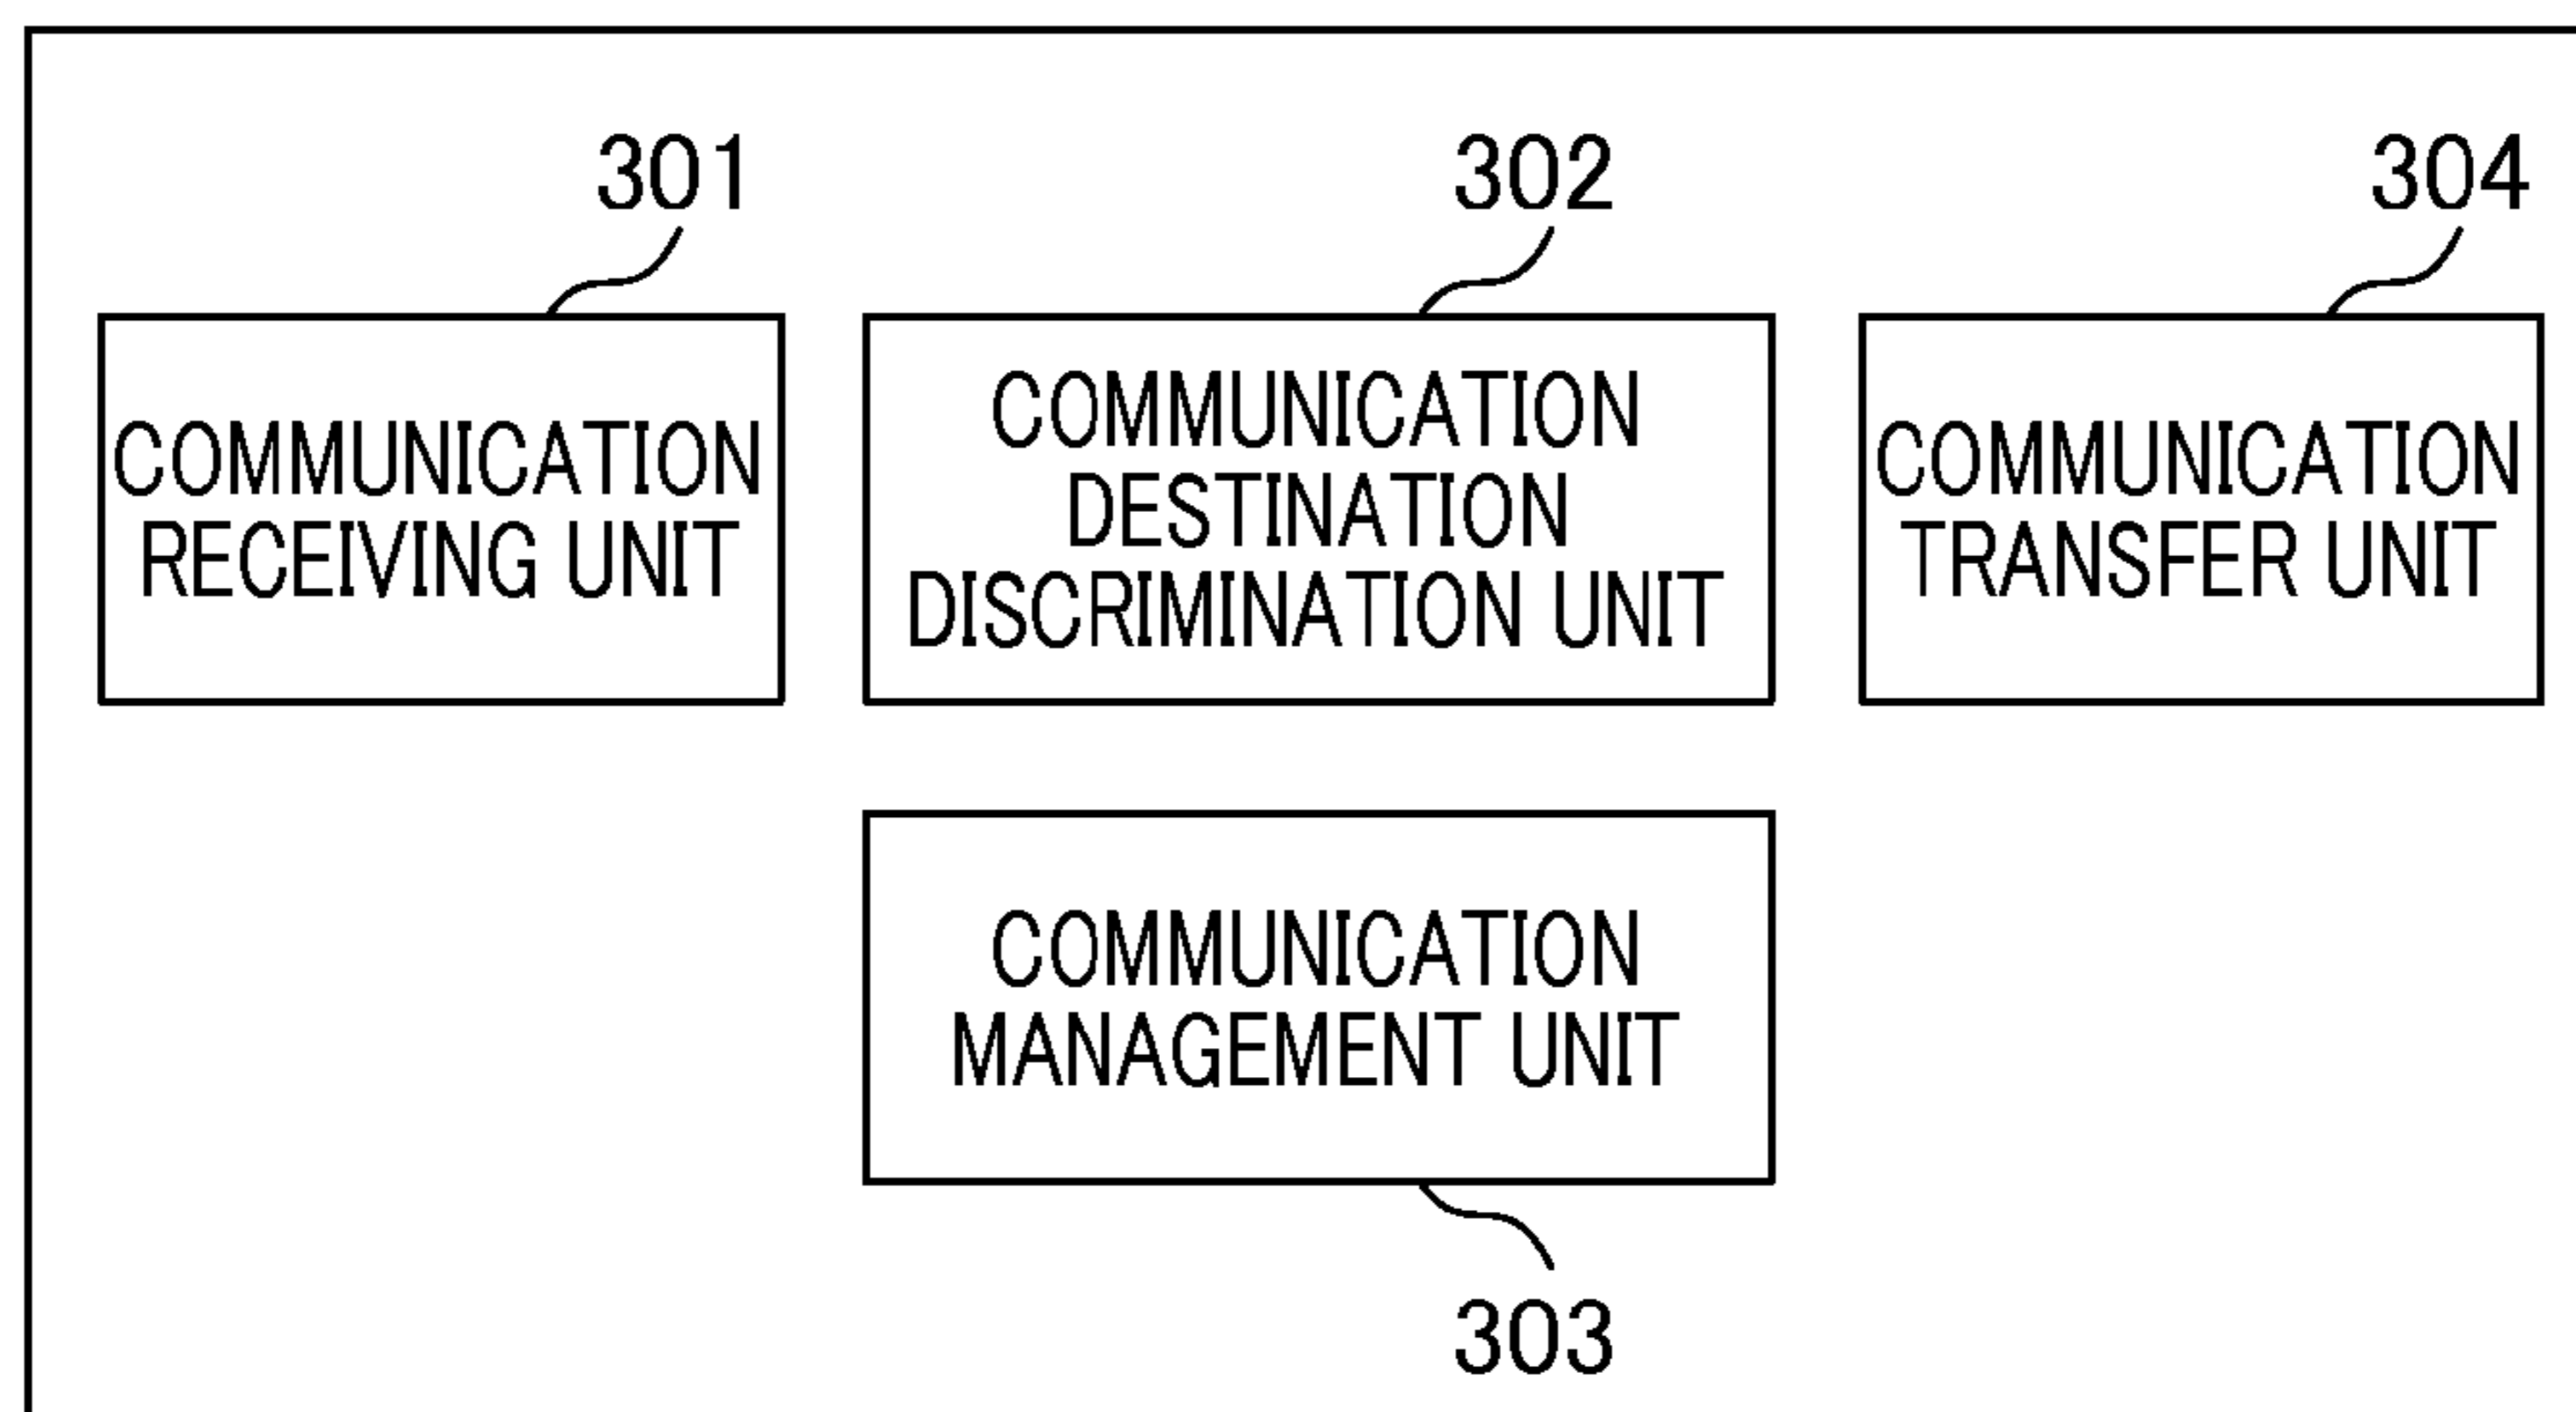 301
302
304
COMMUNICATION
RECEIVING UNIT
COMMUNICATION
DESTINATION
DISCRIMINATION UNIT
COMMUNICATION
TRANSFER UNIT
COMMUNICATION
MANAGEMENT UNIT
303